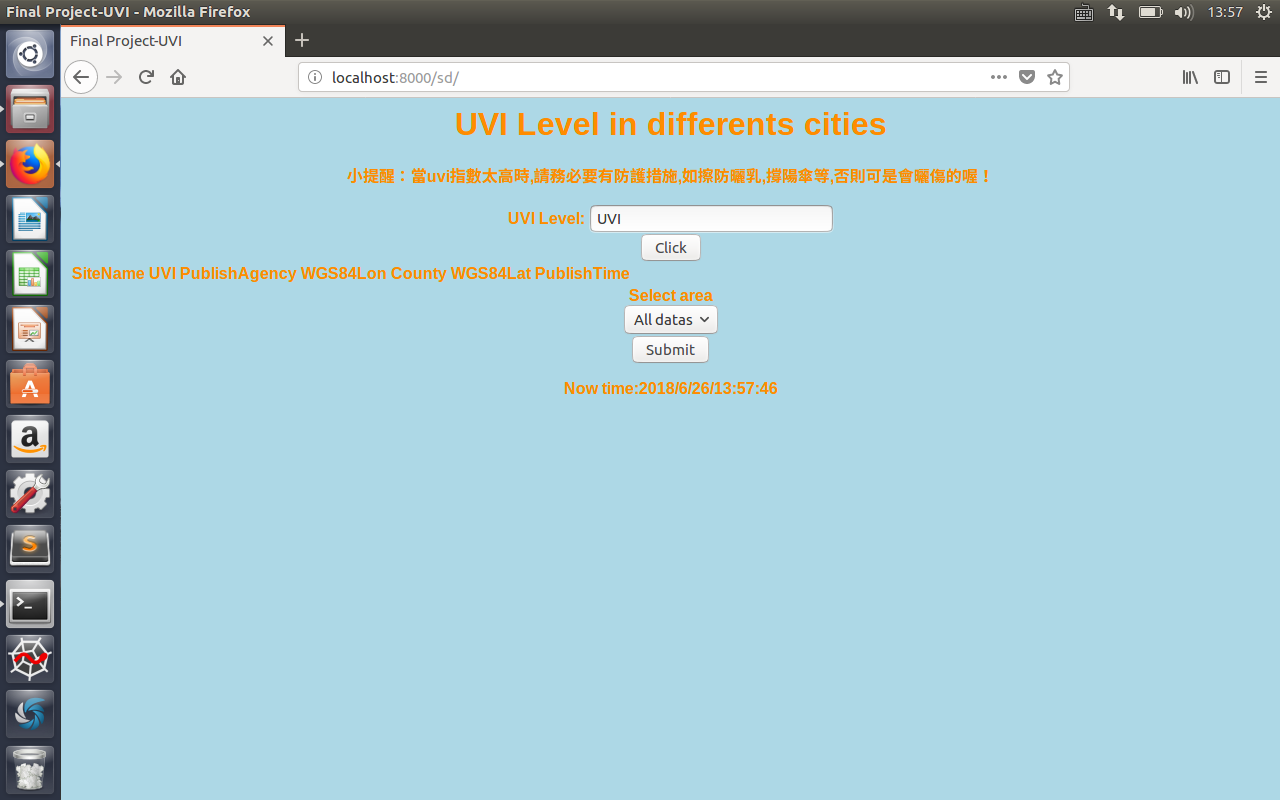 Final Project-UVI - Mozilla Firefox
13:57
Final Project-UVI
localhost:8000/sd/
UVI Level in differents cities
小提醒：當uvi指數太高時,請務必要有防護措施,如擦防曬乳,撐陽傘等,否則可是會曬傷的喔！
UVI Level: UVI
Click
SiteName UVI PublishAgency WGS84Lon County WGS84Lat PublishTime
Select area
All datas
Submit
Now time:2018/6/26/13:57:46